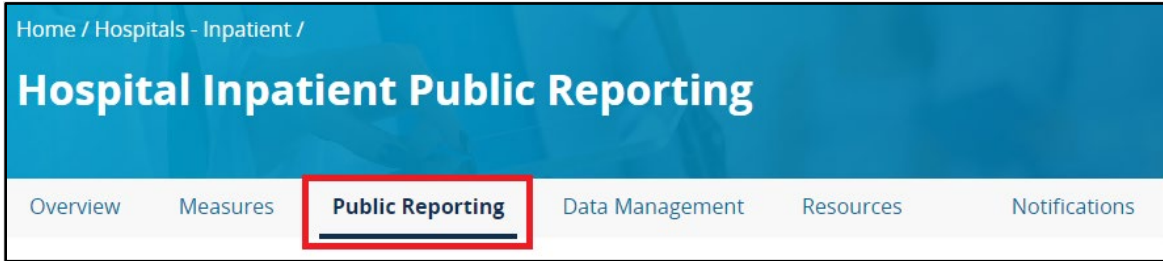 Home / Hospitals - Inpatient /
Hospital Inpatient Public Reporting
Overview Measures Public Reporting Data Management Resources Notifications